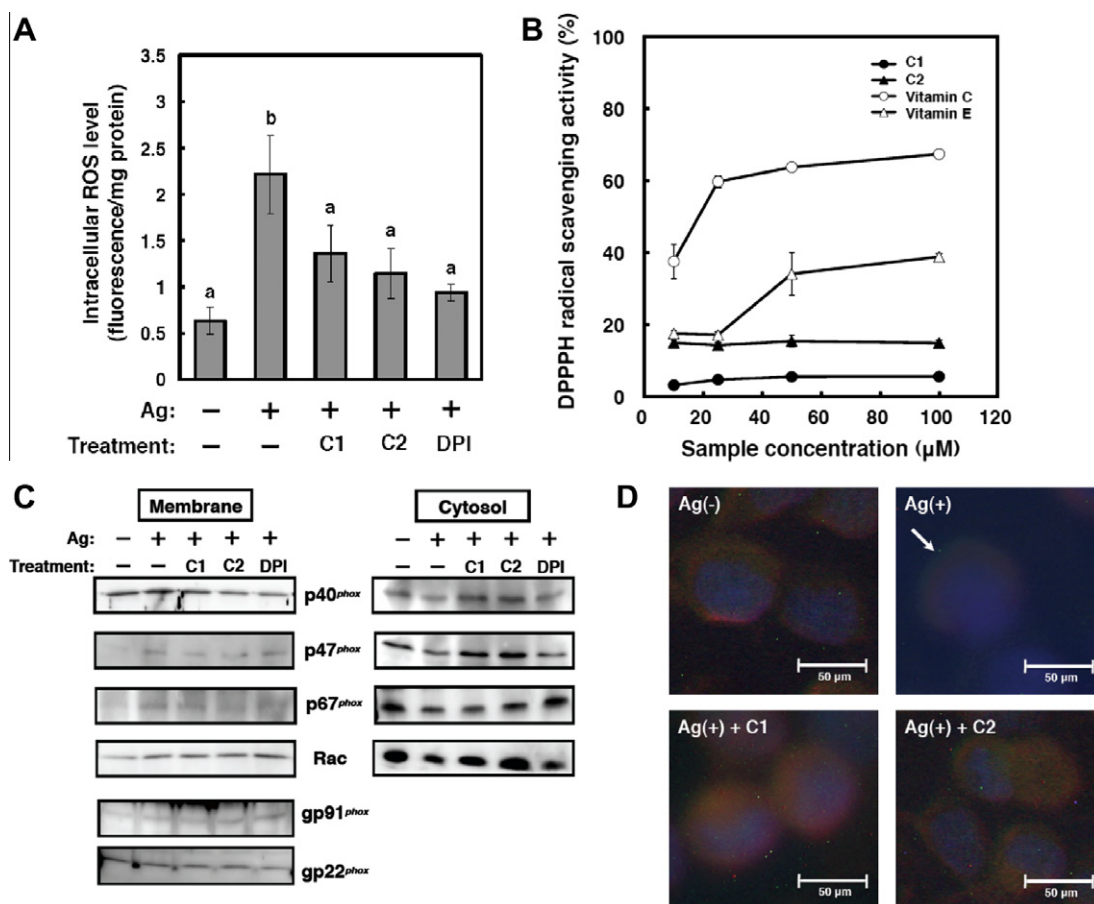 A
Intracellular ROS level
(fluorescence/mg protein)
3.5
3
2.5
2
1.5
1
0.5
0
a
b
a
a
a
Ag: – + + + +
Treatment: – – C1 C2 DPI
B
DPPPH radical scavenging activity (%)
100
80
60
40
20
0
C1
C2
Vitamin C
Vitamin E
0 20 40 60 80 100 120
Sample concentration (µM)
C
Membrane
Cytosol
Ag: – + + + + – + + + +
Treatment: – – C1 C2 DPI – – C1 C2 DPI
p40phox
p47phox
p67phox
Rac
gp91phox
gp22phox
D
Ag(-)
50 µm
Ag(+)
50 µm
Ag(+) + C1
50 µm
Ag(+) + C2
50 µm